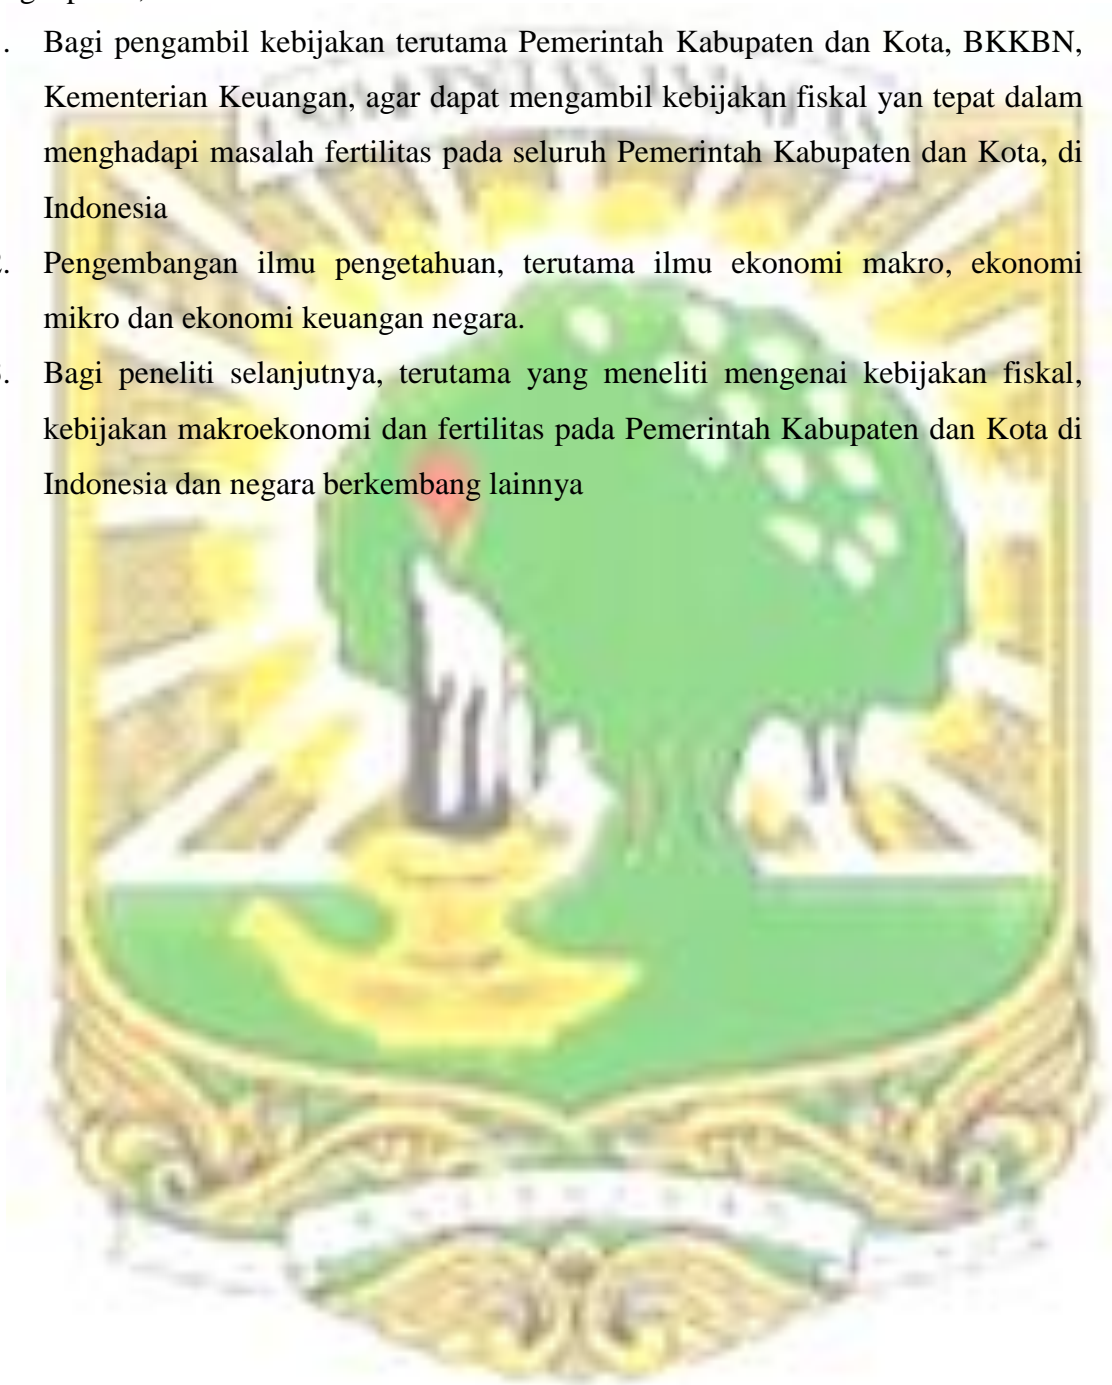 . Bagi pengambil kebijakan terutama Pemerintah Kabupaten dan Kota, BKKBN,
Kementerian Keuangan, agar dapat mengambil kebijakan fiskal yan tepat dalam
menghadapi masalah fertilitas pada seluruh Pemerintah Kabupaten dan Kota, di
Indonesia
. Pengembangan ilmu pengetahuan, terutama ilmu ekonomi makro, ekonomi
mikro dan ekonomi keuangan negara.
. Bagi peneliti selanjutnya, terutama yang meneliti mengenai kebijakan fiskal,
kebijakan makroekonomi dan fertilitas pada Pemerintah Kabupaten dan Kota di
Indonesia dan negara berkembang lainnya